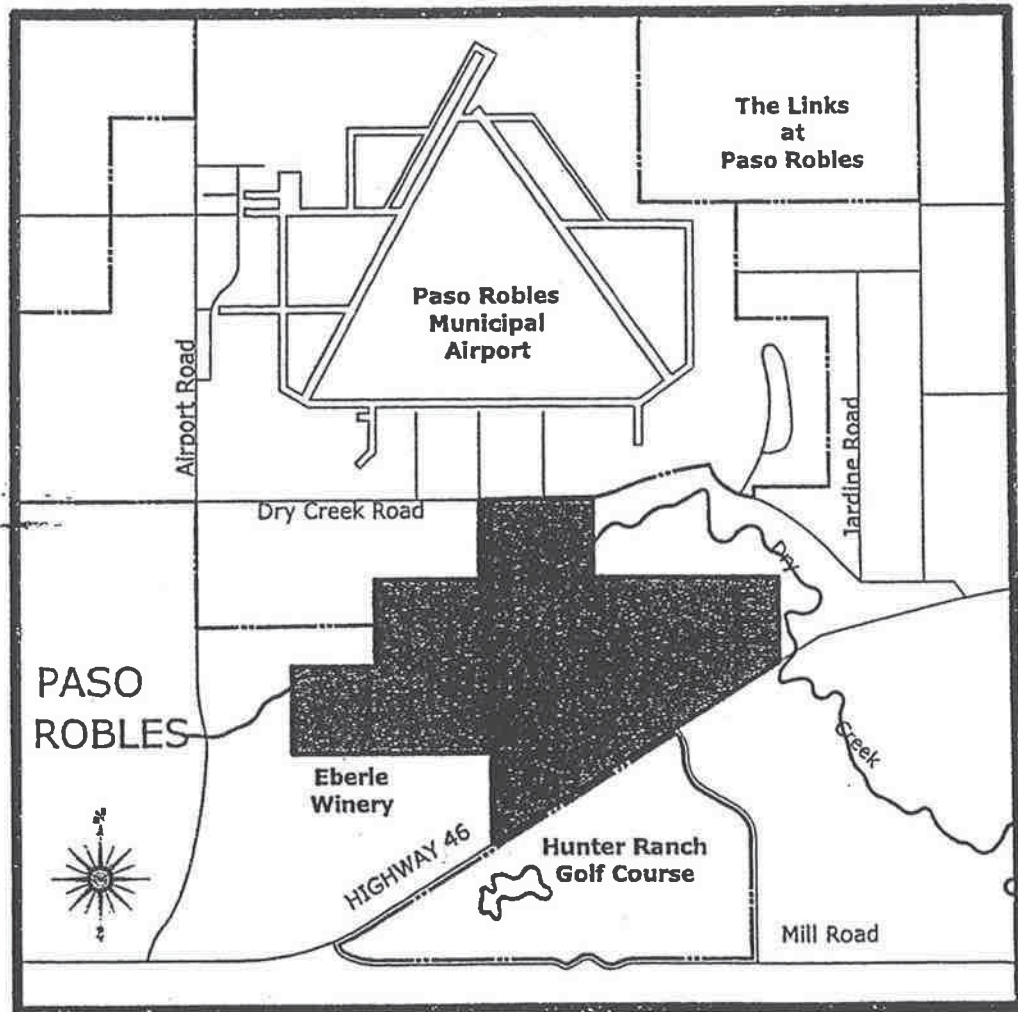 The Links
at
Paso Robles
Paso Robles
Municipal
Airport
Airport Road
Jardine Road
Dry Creek Road
Dry
Creek
PASO
ROBLES
Eberle
Winery
HIGHWAY 46
Hunter Ranch
Golf Course
Mill Road